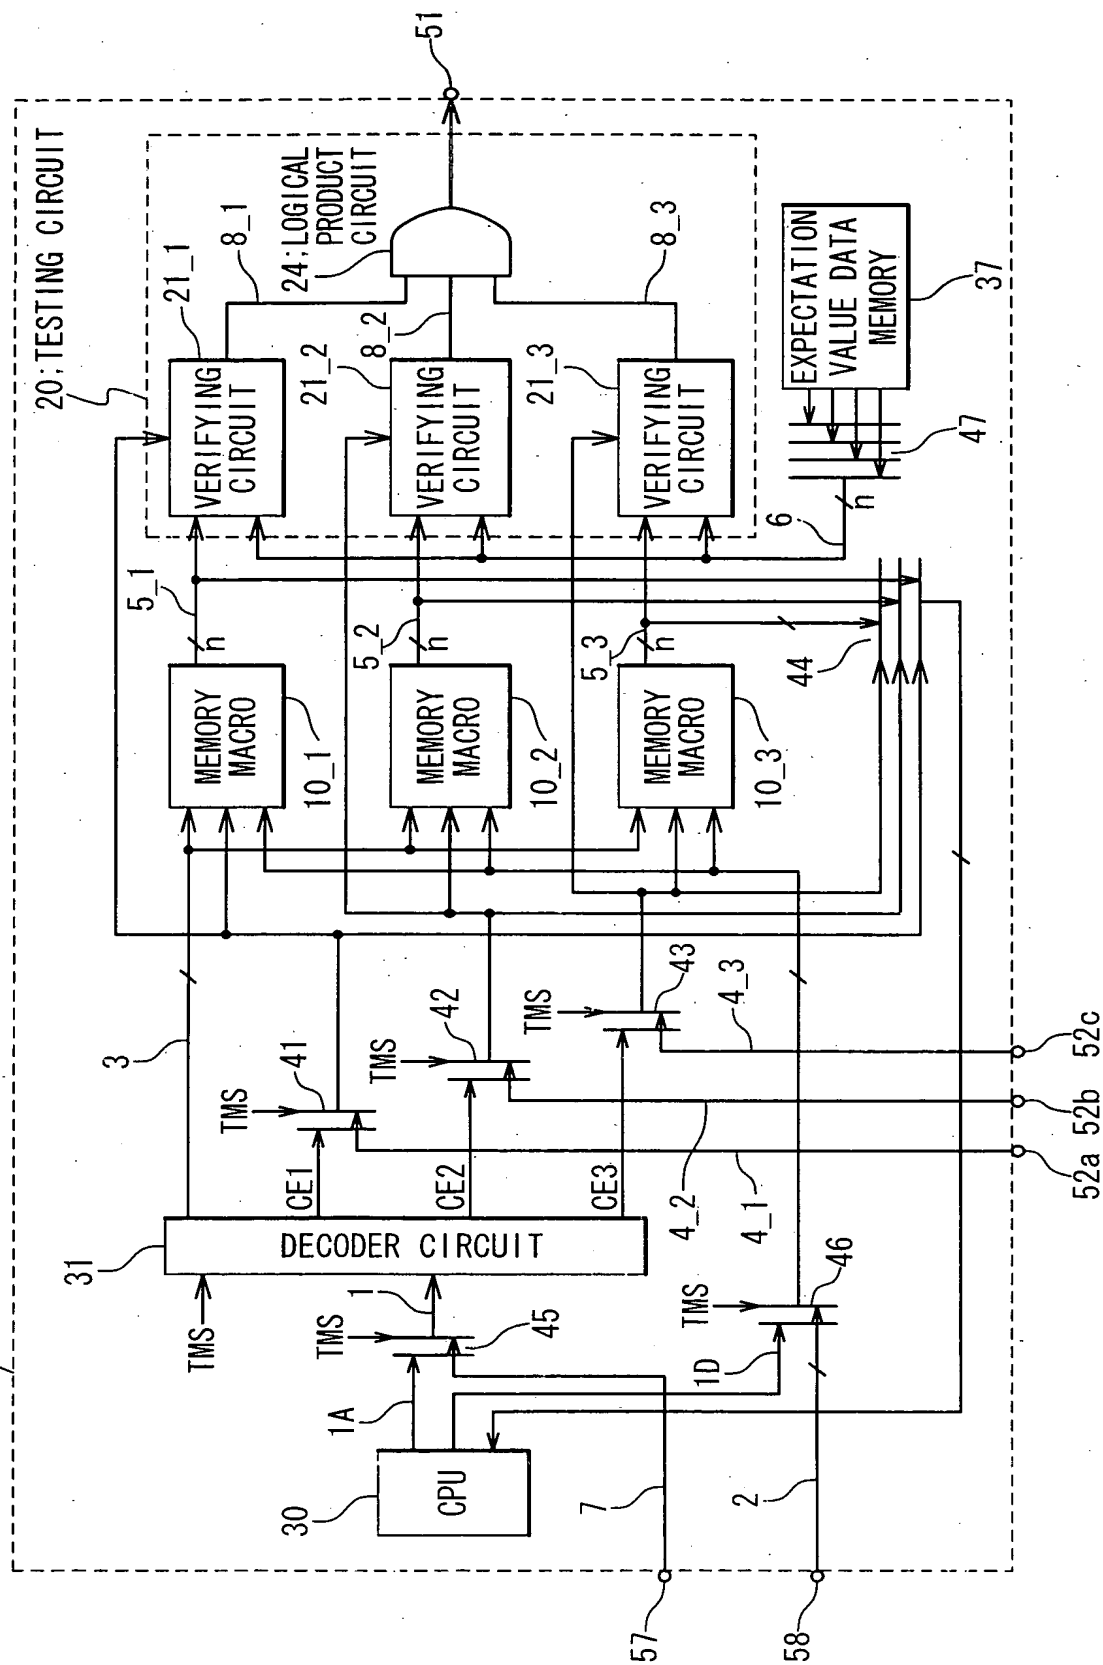 20;TESTING CIRCUIT
51
21_1
8_1
24;LOGICAL
PRODUCT
CIRCUIT
VERIFYING
CIRCUIT
21_2
8_2
VERIFYING
CIRCUIT
21_3
8_3
VERIFYING
CIRCUIT
EXPECTATION
VALUE DATA
MEMORY
37
47
6
n
5_1
n
5_2
n
5_3
n
44
MEMORY
MACRO
10_1
MEMORY
MACRO
10_2
MEMORY
MACRO
10_3
3
TMS
41
TMS
42
TMS
43
4_3
52c
4_2
52b
4_1
52a
CE1
CE2
CE3
31
DECODER CIRCUIT
TMS
1
TMS
45
TMS
46
1A
1D
30
CPU
7
57
2
58